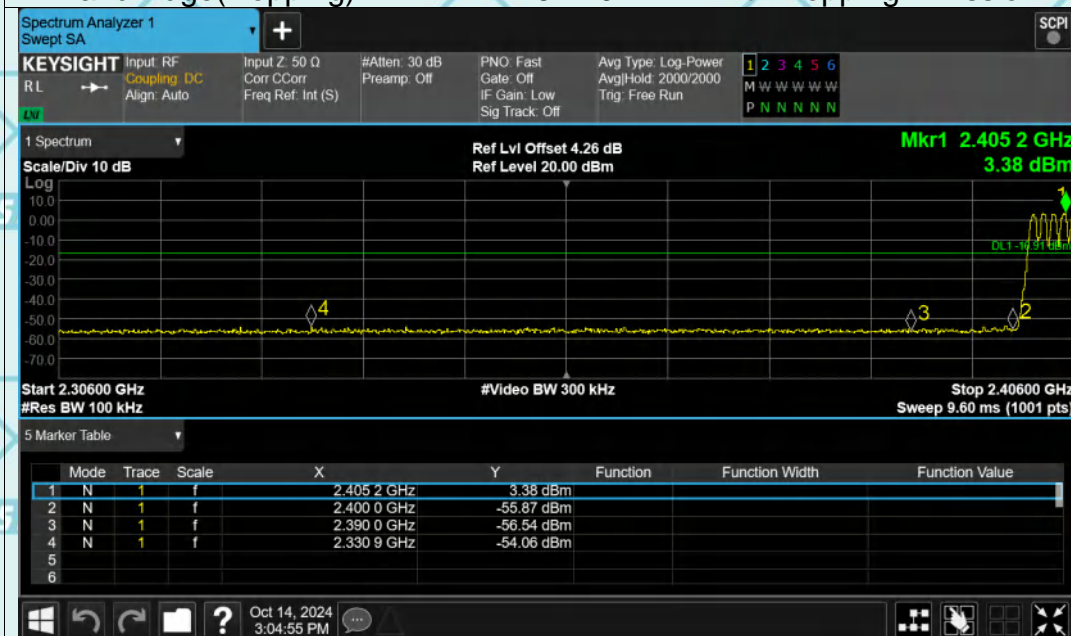 Spectrum Analyzer 1
Swept SA
+
SCPI
KEYSIGHT Input: RF Input Z: 50 Ω #Atten: 30 dB PNO: Fast Avg Type: Log-Power 1 2 3 4 5 6
RL Coupling: DC Corr CCorr Preamp: Off Gate: Off Avg|Hold: 2000/2000 M W W W W W
Align: Auto Freq Ref: Int (S) IF Gain: Low Trig: Free Run P N N N N N
Sig Track: Off
LNI
1 Spectrum
Ref Lvl Offset 4.26 dB Mkr1 2.405 2 GHz
Scale/Div 10 dB Ref Level 20.00 dBm 3.38 dBm
Log
1
10.0
0.00
-10.0
DL1 -16.91 dBm
-20.0
-30.0
-40.0
4 3 2
-50.0
-60.0
-70.0
Start 2.30600 GHz #Video BW 300 kHz Stop 2.40600 GHz
#Res BW 100 kHz Sweep 9.60 ms (1001 pts)
5 Marker Table
Mode Trace Scale X Y Function Function Width Function Value
1 N 1 f 2.405 2 GHz 3.38 dBm
2 N 1 f 2.400 0 GHz -55.87 dBm
3 N 1 f 2.390 0 GHz -56.54 dBm
4 N 1 f 2.330 9 GHz -54.06 dBm
5
6
? Oct 14, 2024
3:04:55 PM